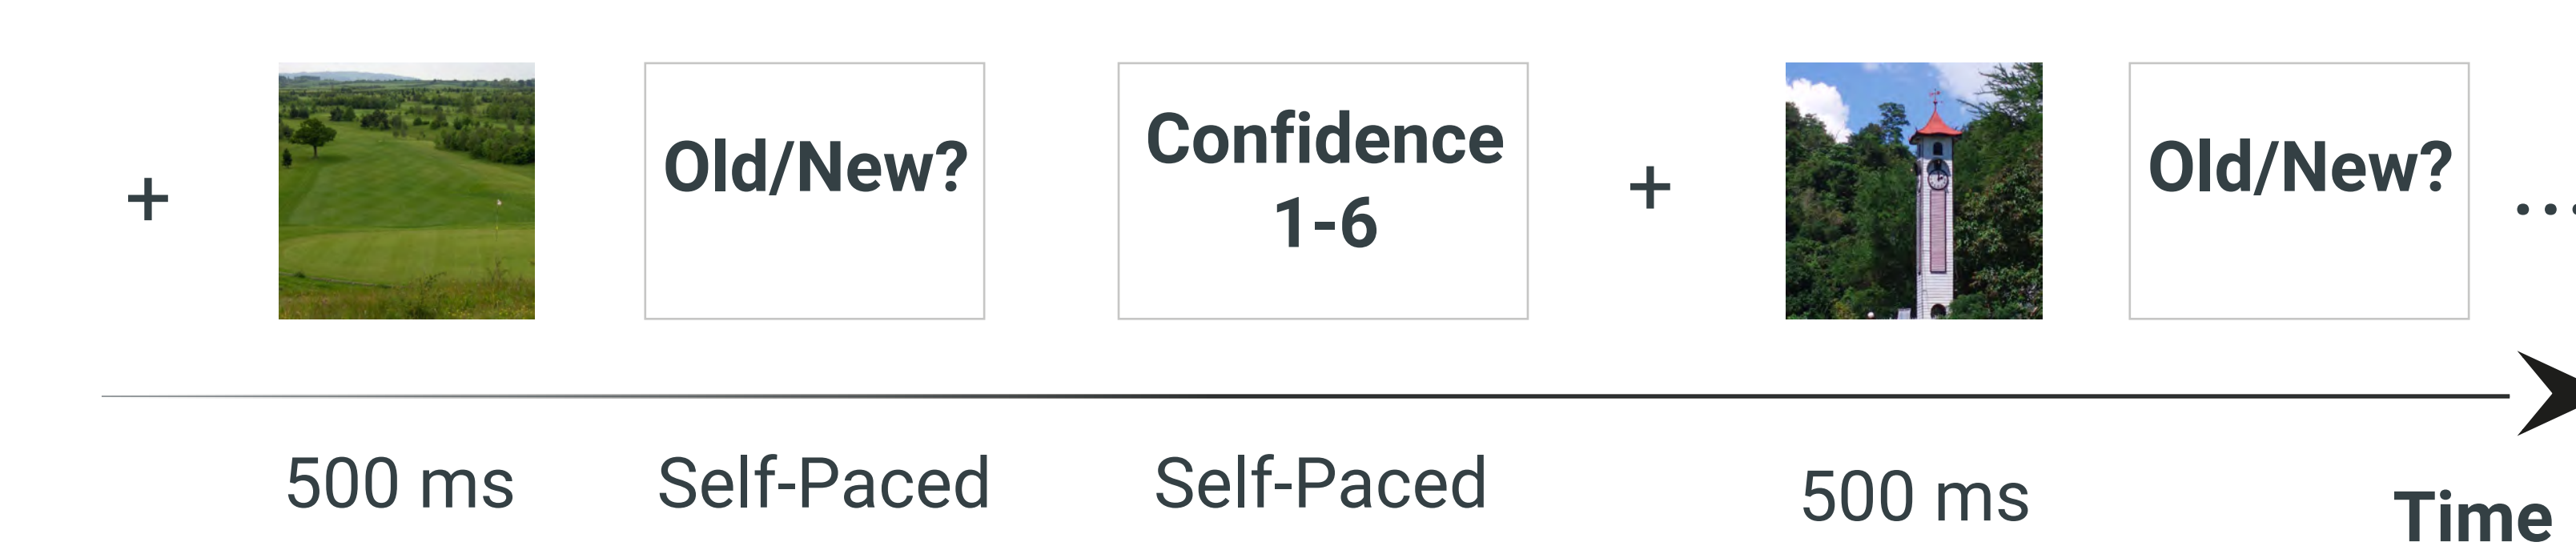 +
Old/New?
Confidence
1-6
+
Old/New?
...
500 ms
Self-Paced
Self-Paced
500 ms
Time